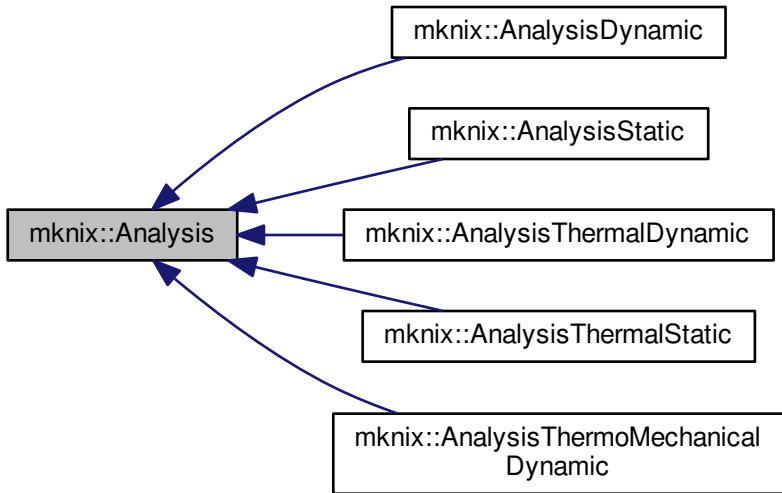 mknix::AnalysisDynamic
mknix::AnalysisStatic
mknix::Analysis
mknix::AnalysisThermalDynamic
mknix::AnalysisThermalStatic
mknix::AnalysisThermoMechanical
Dynamic